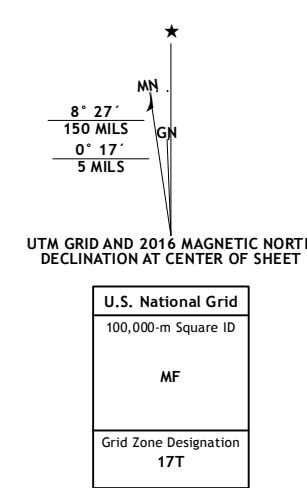 MN
8° 27´
150 MILS
GN
0° 17´
5 MILS
UTM GRID AND 2016 MAGNETIC NORTH
DECLINATION AT CENTER OF SHEET
U.S. National Grid
100,000-m Square ID
MF
Grid Zone Designation
17T